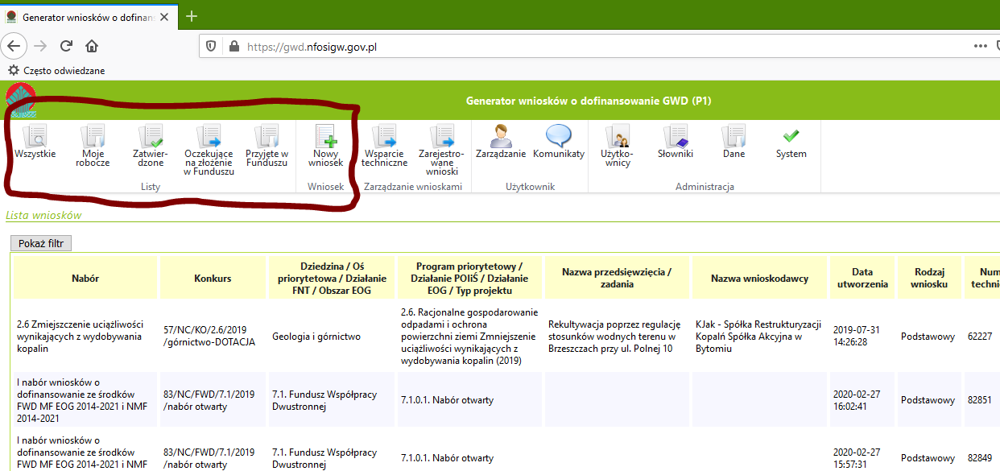 Generator wniosków o dofinans
https://gwd.nfosigw.gov.pl
Często odwiedzane
Generator wniosków o dofinansowanie GWD (P1)
Wszystkie
Moje
robocze
Zatwier-
dzone
Oczekujące
na złożenie
w Funduszu
Przyjęte w
Funduszu
Nowy
wniosek
Wsparcie
techniczne
Zarejestro-
wane
wnioski
Zarządzanie
Komunikaty
Użytko-
wnicy
Słowniki
Dane
System
Listy
Wniosek
Zarządzanie wnioskami
Użytkownik
Administracja
Lista wniosków
Pokaż filtr
Nabór
Konkurs
Dziedzina / Oś
priorytetowa / Działanie
FNT / Obszar EOG
Program priorytetowy /
Działanie POIiŚ / Działanie
EOG / Typ projektu
Nazwa przedsięwzięcia /
zadania
Nazwa wnioskodawcy
Data
utworzenia
Rodzaj
wniosku
Num
techni
2.6 Zmiejszczenie uciążliwości
wynikających z wydobywania
kopalin
57/NC/KO/2.6/2019
/górnictwo-DOTACJA
Geologia i górnictwo
2.6. Racjonalne gospodarowanie
odpadami i ochrona
powierzchni ziemi Zmniejszenie
uciążliwości wynikających z
wydobywania kopalin (2019)
Rekultywacja poprzez regulację
stosunków wodnych terenu w
Brzeszczach przy ul. Polnej 10
KJak - Spółka Restrukturyzacji
Kopalń Spółka Akcyjna w
Bytomiu
2019-07-31
14:26:28
Podstawowy
62227
I nabór wniosków o
dofinansowanie ze środków
FWD MF EOG 2014-2021 i NMF
2014-2021
83/NC/FWD/7.1/2019
/nabór otwarty
7.1. Fundusz Współpracy
Dwustronnej
7.1.0.1. Nabór otwarty
2020-02-27
16:02:41
Podstawowy
82851
I nabór wniosków o
dofinansowanie ze środków
FWD MF EOG 2014-2021 i NMF
83/NC/FWD/7.1/2019
/nabór otwarty
7.1. Fundusz Współpracy
Dwustronnej
7.1.0.1. Nabór otwarty
2020-02-27
15:57:31
Podstawowy
82849